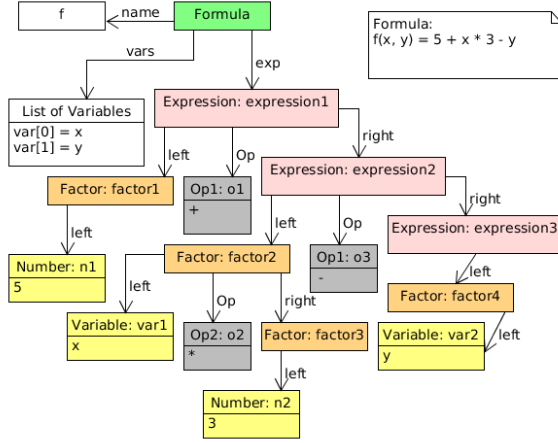 f
name
Formula
Formula:
f(x, y) = 5 + x * 3 - y
vars
exp
List of Variables
var[0] = x
var[1] = y
Expression: expression1
left
Op
right
Factor: factor1
Op1: o1
+
Expression: expression2
left
Op
right
left
Number: n1
5
Factor: factor2
Op1: o3
-
Expression: expression3
left
left
Op
right
Factor: factor4
Variable: var1
x
Op2: o2
*
Factor: factor3
left
Variable: var2
y
left
Number: n2
3